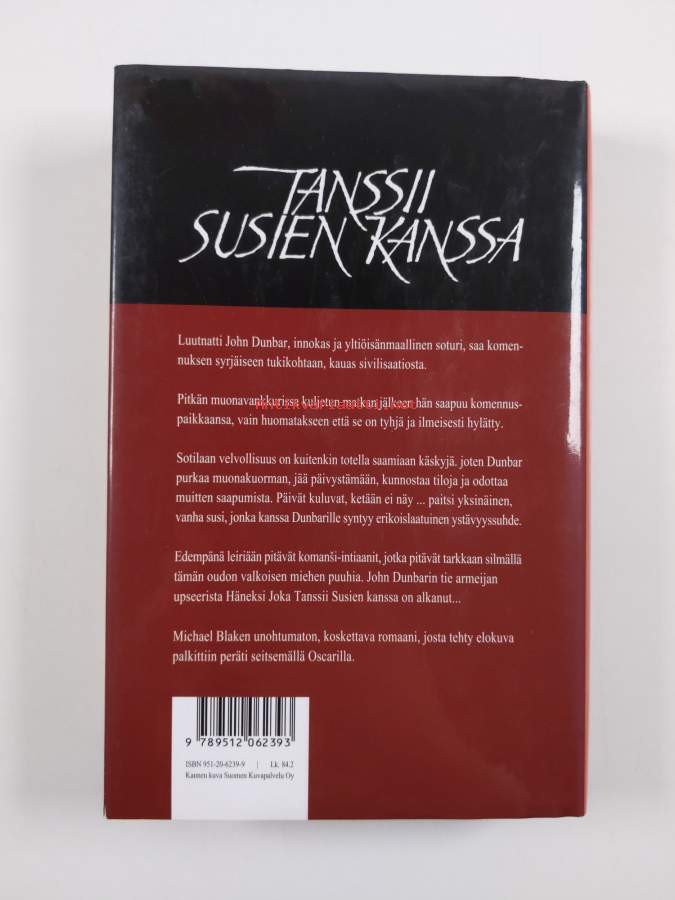 TANSSII
SUSIEN KANSSA
Luutnatti John Dunbar, innokas ja yltiöisänmaallinen soturi, saa komen-
nuksen syrjäiseen tukikohtaan, kauas sivilisaatiosta.
Pitkän muonavankkurissa kuljetun matkan jälkeen hän saapuu komennus-
paikkaansa, vain huomatakseen että se on tyhjä ja ilmeisesti hylätty.
Sotilaan velvollisuus on kuitenkin totella saamiaan käskyjä. joten Dunbar
purkaa muonakuorman, jää päivystämään, kunnostaa tiloja ja odottaa
muitten saapumista. Päivät kuluvat, ketään ei näy ... paitsi yksinäinen,
vanha susi, jonka kanssa Dunbarille syntyy erikoislaatuinen ystävyyssuhde.
Edempänä leiriään pitävät komanši-intiaanit, jotka pitävät tarkkaan silmällä
tämän oudon valkoisen miehen puuhia. John Dunbarin tie armeijan
upseerista Häneksi Joka Tanssii Susien kanssa on alkanut...
Michael Blaken unohtumaton, koskettava romaani, josta tehty elokuva
palkittiin peräti seitsemällä Oscarilla.
9 789512 062393
ISBN 951-20-6239-9 | Lk. 84.2
Kannen kuva Suomen Kuvapalvelu Oy